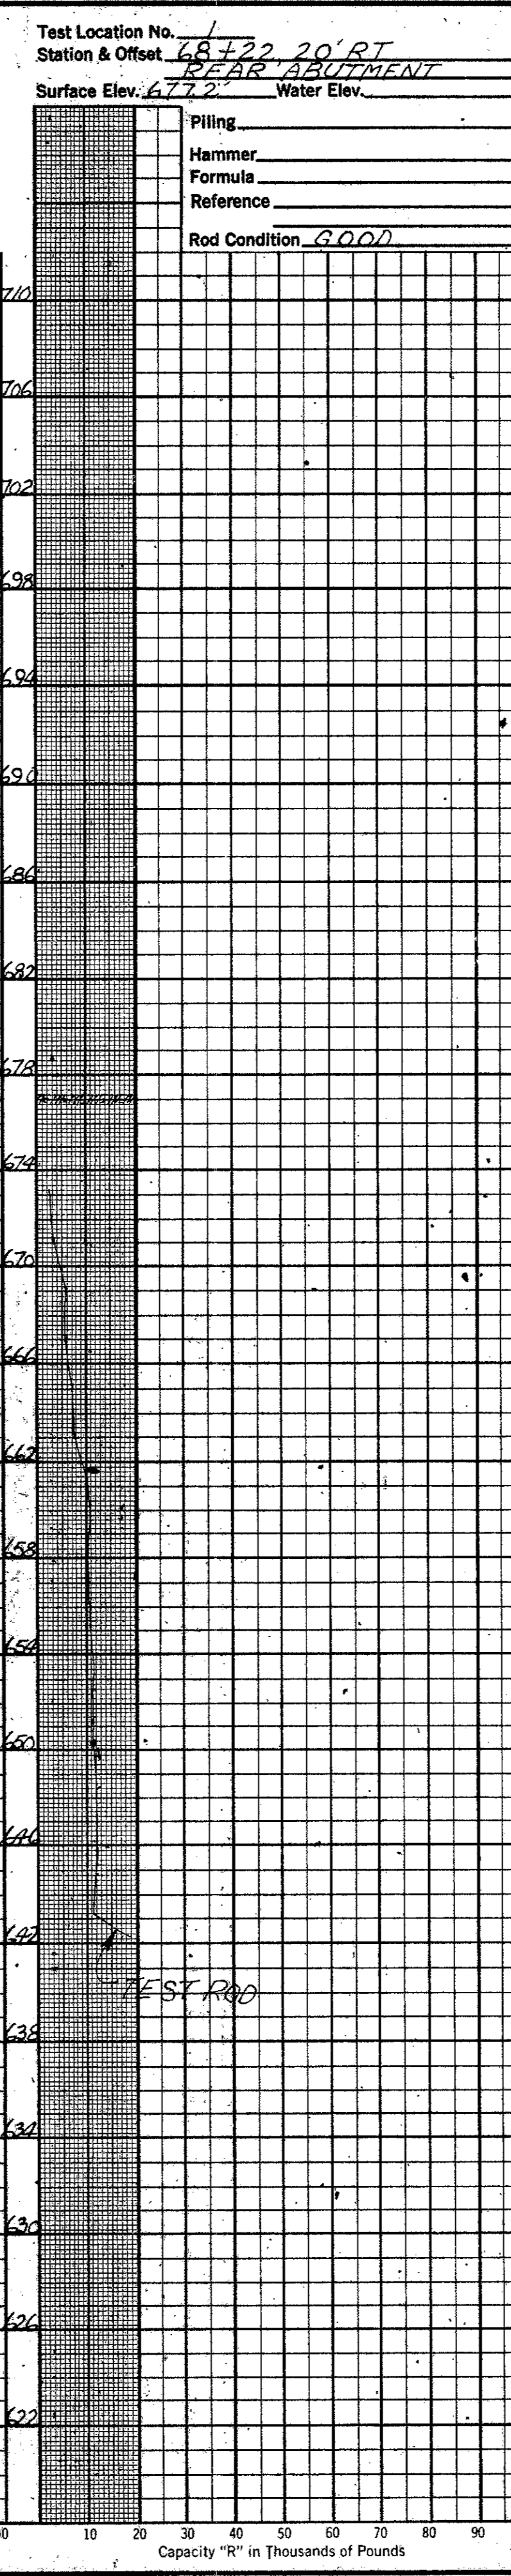 Test Location No. 1
Station & Offset 68+22, 20' RT
REAR ABUTMENT
Surface Elev. 677.2' Water Elev.
Piling
Hammer
Formula
Reference
Rod Condition GOOD
710
706
702
698
694
690
686
682
678
674
670
666
662
658
654
650
646
642
TEST ROD
638
634
630
626
622
0 10 20 30 40 50 60 70 80 90
Capacity "R" in Thousands of Pounds